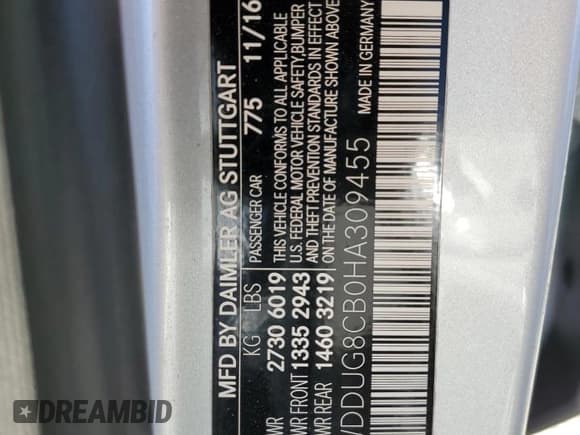 MFD BY DAIMLER AG STUTTGART 775 11/16
KG LBS PASSENGER CAR
WR 2730 6019 THIS VEHICLE CONFORMS TO ALL APPLICABLE
WR FRONT 1335 2943 U.S. FEDERAL MOTOR VEHICLE SAFETY, BUMPER
WR REAR 1460 3219 AND THEFT PREVENTION STANDARDS IN EFFECT
ON THE DATE OF MANUFACTURE SHOWN ABOVE
WDDUG8CB0HA309455
MADE IN GERMANY
DREAMBID